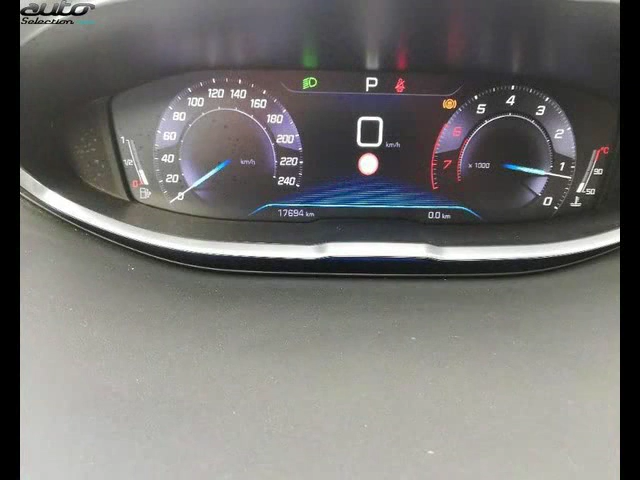 auto
Selection
P
100 120 140
80 160
60 180
40 200
20 220
0 240
km/h
1
1/2
0
0 km/h
17694 km
0.0 km
4
5 3
6 2
7 1
0
x 1000
°C
90
50